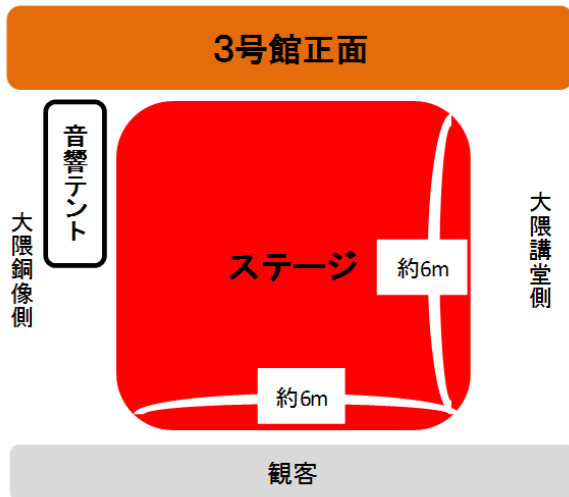 3号館正面
音響テント
大隈銅像側
大隈講堂側
ステージ
約6m
約6m
観客